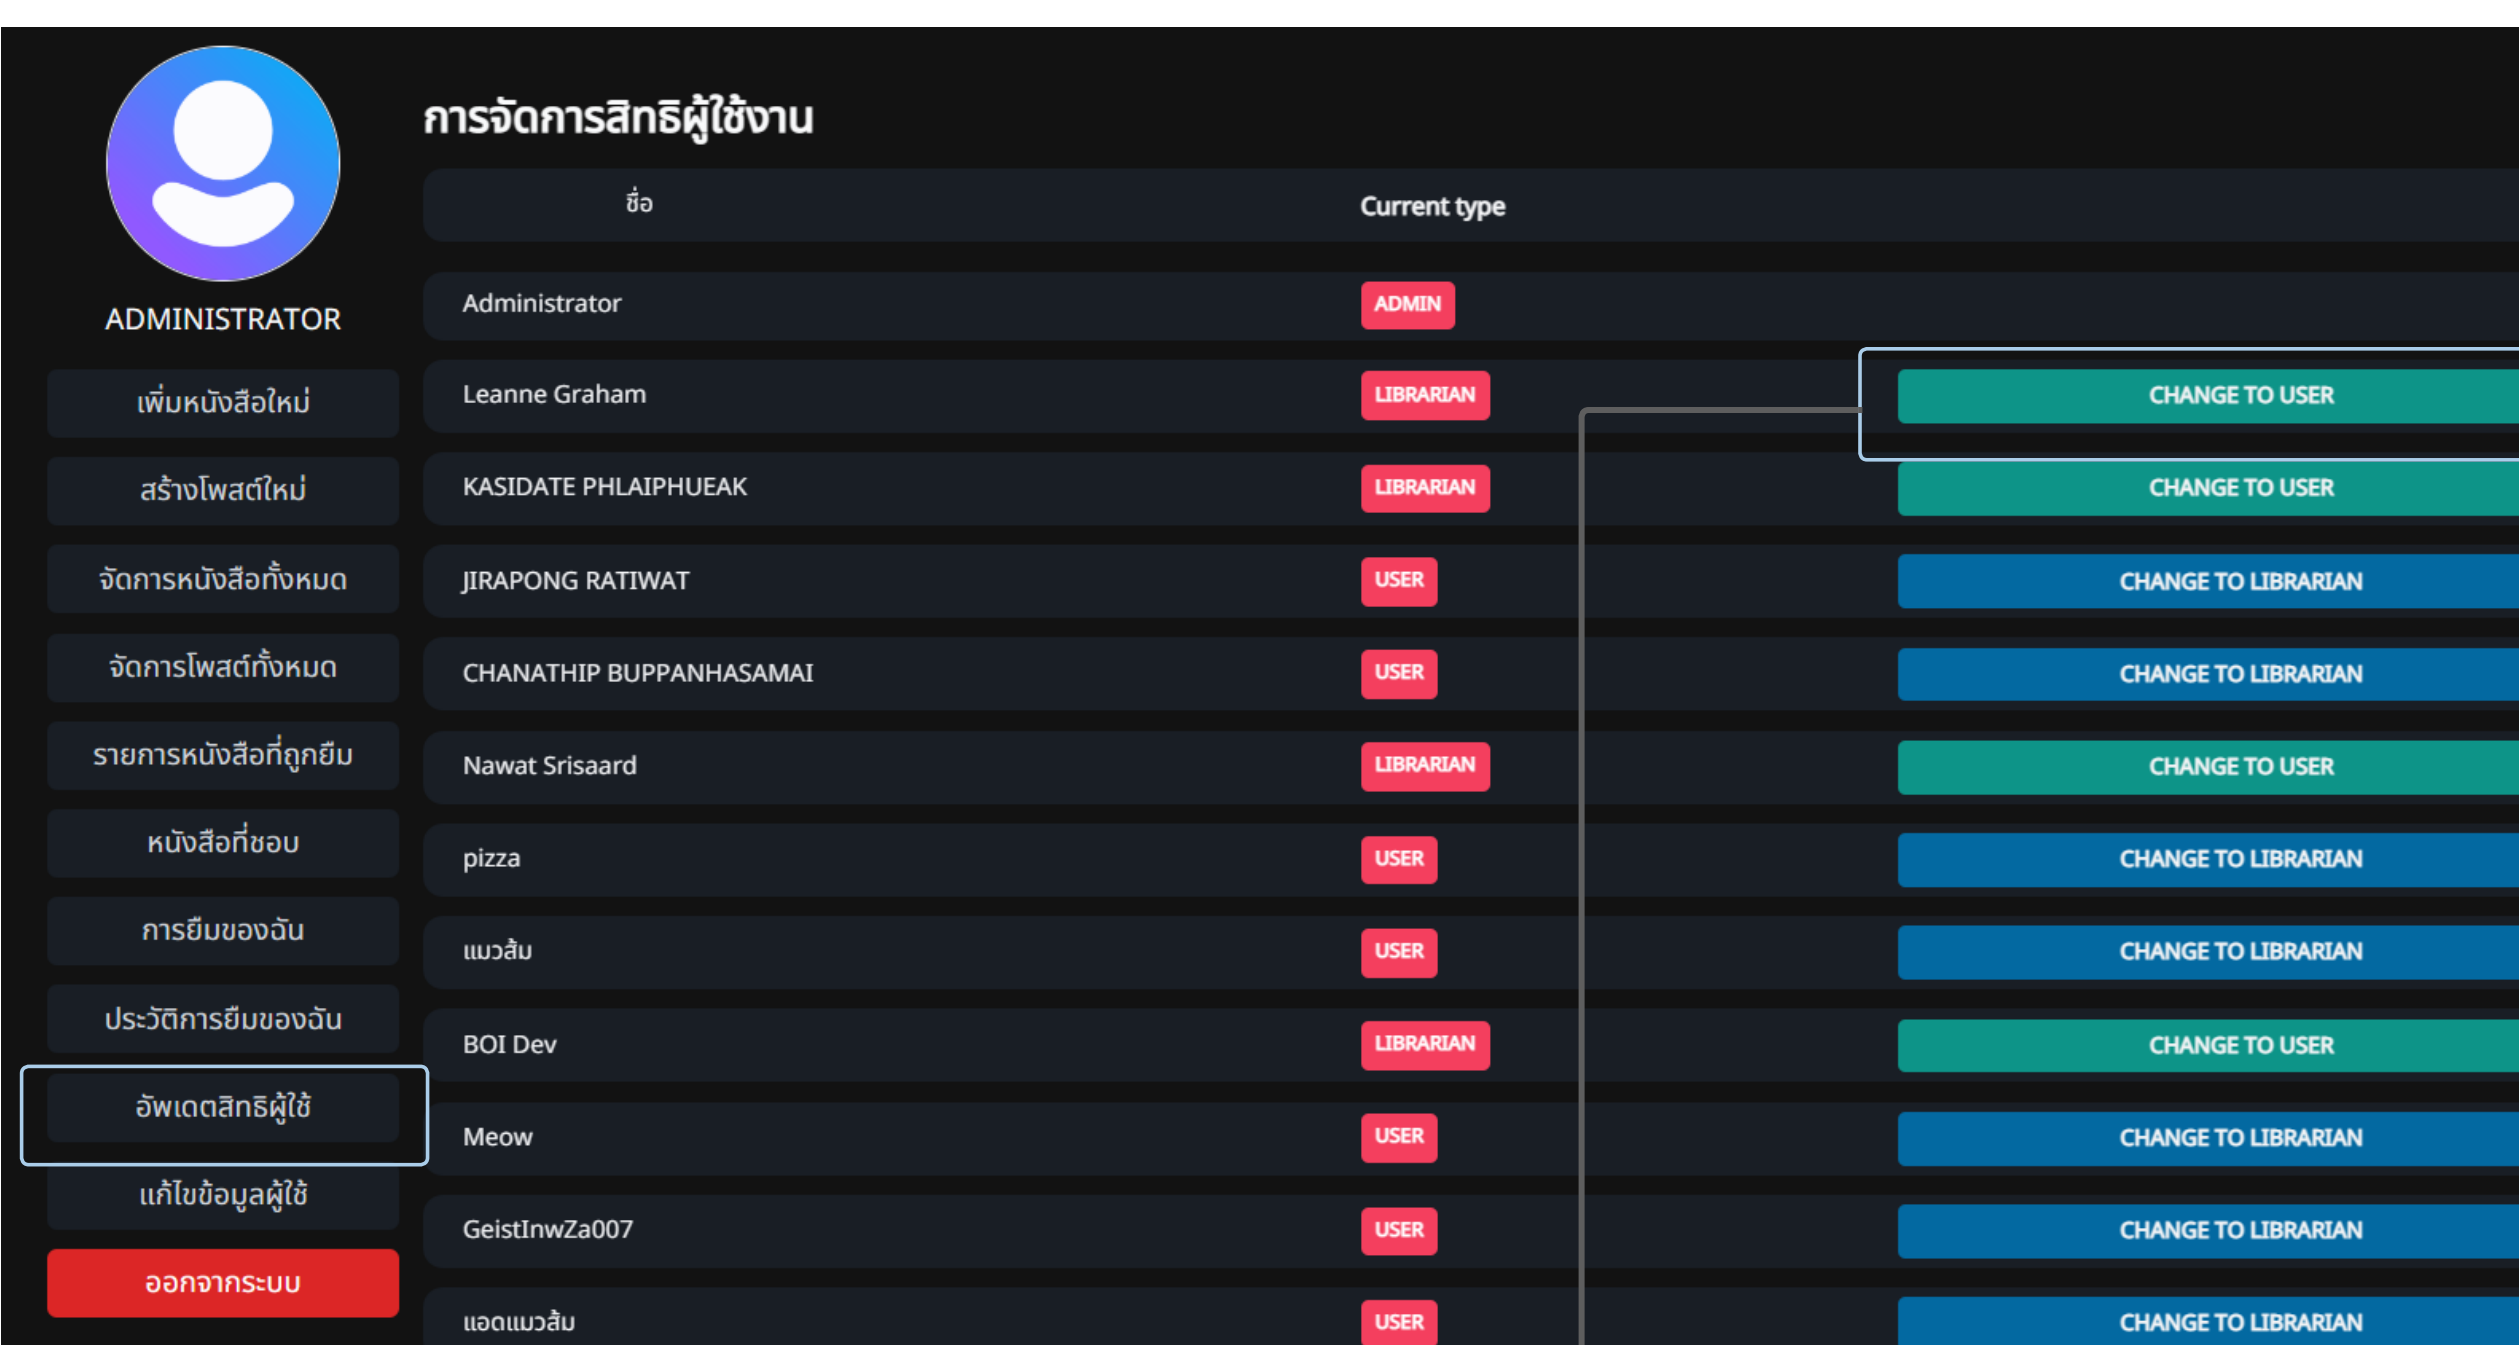 ADMINISTRATOR
เพิ่มหนังสือใหม่
สร้างโพสต์ใหม่
จัดการหนังสือทั้งหมด
จัดการโพสต์ทั้งหมด
รายการหนังสือที่ถูกยืม
หนังสือที่ชอบ
การยืมของฉัน
ประวัติการยืมของฉัน
อัพเดตสิทธิผู้ใช้
แก้ไขข้อมูลผู้ใช้
ออกจากระบบ
การจัดการสิทธิผู้ใช้งาน
ชื่อ Current type
Administrator ADMIN
Leanne Graham LIBRARIAN CHANGE TO USER
KASIDATE PHLAIPHUEAK LIBRARIAN CHANGE TO USER
JIRAPONG RATIWAT USER CHANGE TO LIBRARIAN
CHANATHIP BUPPANHASAMAI USER CHANGE TO LIBRARIAN
Nawat Srisaard LIBRARIAN CHANGE TO USER
pizza USER CHANGE TO LIBRARIAN
แมวส้ม USER CHANGE TO LIBRARIAN
BOI Dev LIBRARIAN CHANGE TO USER
Meow USER CHANGE TO LIBRARIAN
GeistInwZa007 USER CHANGE TO LIBRARIAN
แอดแมวส้ม USER CHANGE TO LIBRARIAN